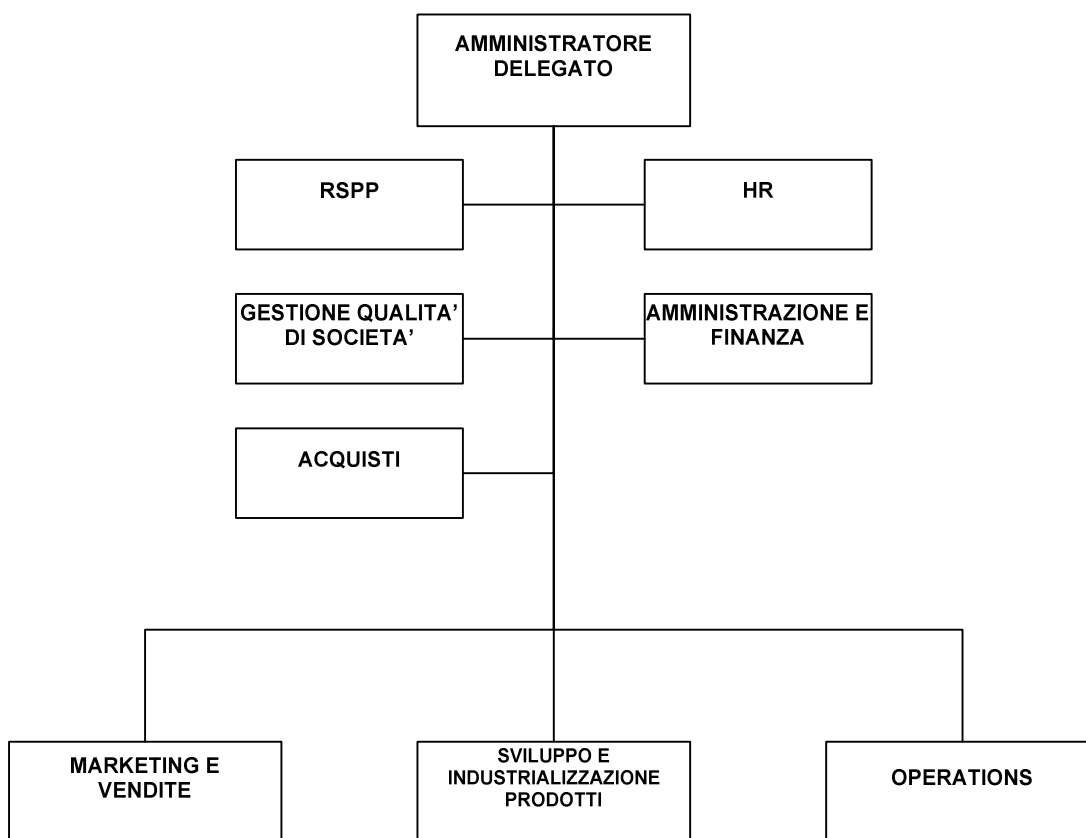 AMMINISTRATORE
DELEGATO
RSPP
HR
GESTIONE QUALITA’
DI SOCIETA’
AMMINISTRAZIONE E
FINANZA
ACQUISTI
MARKETING E
VENDITE
SVILUPPO E
INDUSTRIALIZZAZIONE
PRODOTTI
OPERATIONS